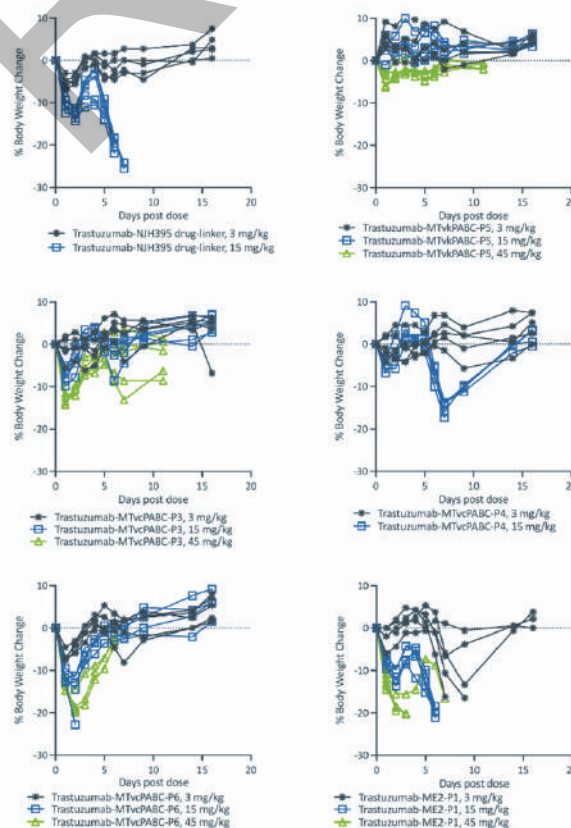 % Body Weight Change
10
0
-10
-20
-30
0 5 10 15 20
Days post dose
Trastuzumab-NJH395 drug-linker, 3 mg/kg
Trastuzumab-NJH395 drug-linker, 15 mg/kg
% Body Weight Change
10
0
-10
-20
-30
0 5 10 15 20
Days post dose
Trastuzumab-MTvkPABC-P5, 3 mg/kg
Trastuzumab-MTvkPABC-P5, 15 mg/kg
Trastuzumab-MTvkPABC-P5, 45 mg/kg
% Body Weight Change
10
0
-10
-20
-30
0 5 10 15 20
Days post dose
Trastuzumab-MTvcPABC-P3, 3 mg/kg
Trastuzumab-MTvcPABC-P3, 15 mg/kg
Trastuzumab-MTvcPABC-P3, 45 mg/kg
% Body Weight Change
10
0
-10
-20
-30
0 5 10 15 20
Days post dose
Trastuzumab-MTvcPABC-P4, 3 mg/kg
Trastuzumab-MTvcPABC-P4, 15 mg/kg
% Body Weight Change
10
0
-10
-20
-30
0 5 10 15 20
Days post dose
Trastuzumab-MTvcPABC-P6, 3 mg/kg
Trastuzumab-MTvcPABC-P6, 15 mg/kg
Trastuzumab-MTvcPABC-P6, 45 mg/kg
% Body Weight Change
10
0
-10
-20
-30
0 5 10 15 20
Days post dose
Trastuzumab-ME2-P1, 3 mg/kg
Trastuzumab-ME2-P1, 15 mg/kg
Trastuzumab-ME2-P1, 45 mg/kg